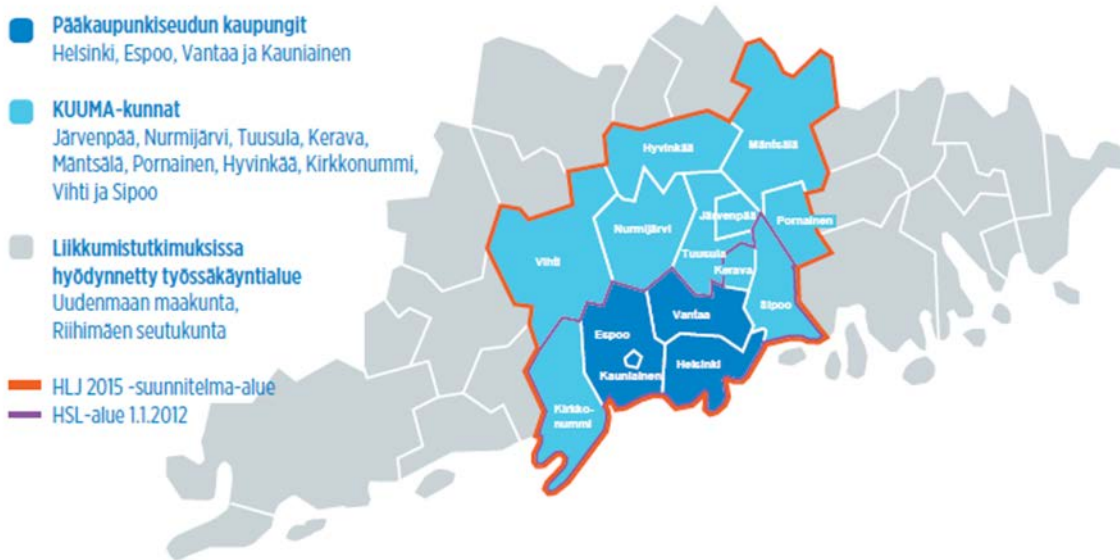 Pääkaupunkiseudun kaupungit
Helsinki, Espoo, Vantaa ja Kauniainen
KUUMA-kunnat
Järvenpää, Nurmijärvi, Tuusula, Kerava,
Mäntsälä, Pornainen, Hyvinkää, Kirkkonummi,
Vihti ja Sipoo
Liikkumistutkimuksissa
hyödynnetty työssäkäyntialue
Uudenmaan maakunta,
Riihimäen seutukunta
HLJ 2015 -suunnitelma-alue
HSL-alue 1.1.2012
Hyvinkää
Mäntsälä
Järvenpää
Pornainen
Nurmijärvi
Tuusula
Vihti
Kerava
Sipoo
Vantaa
Espoo
Helsinki
Kauniainen
Kirkko-
nummi